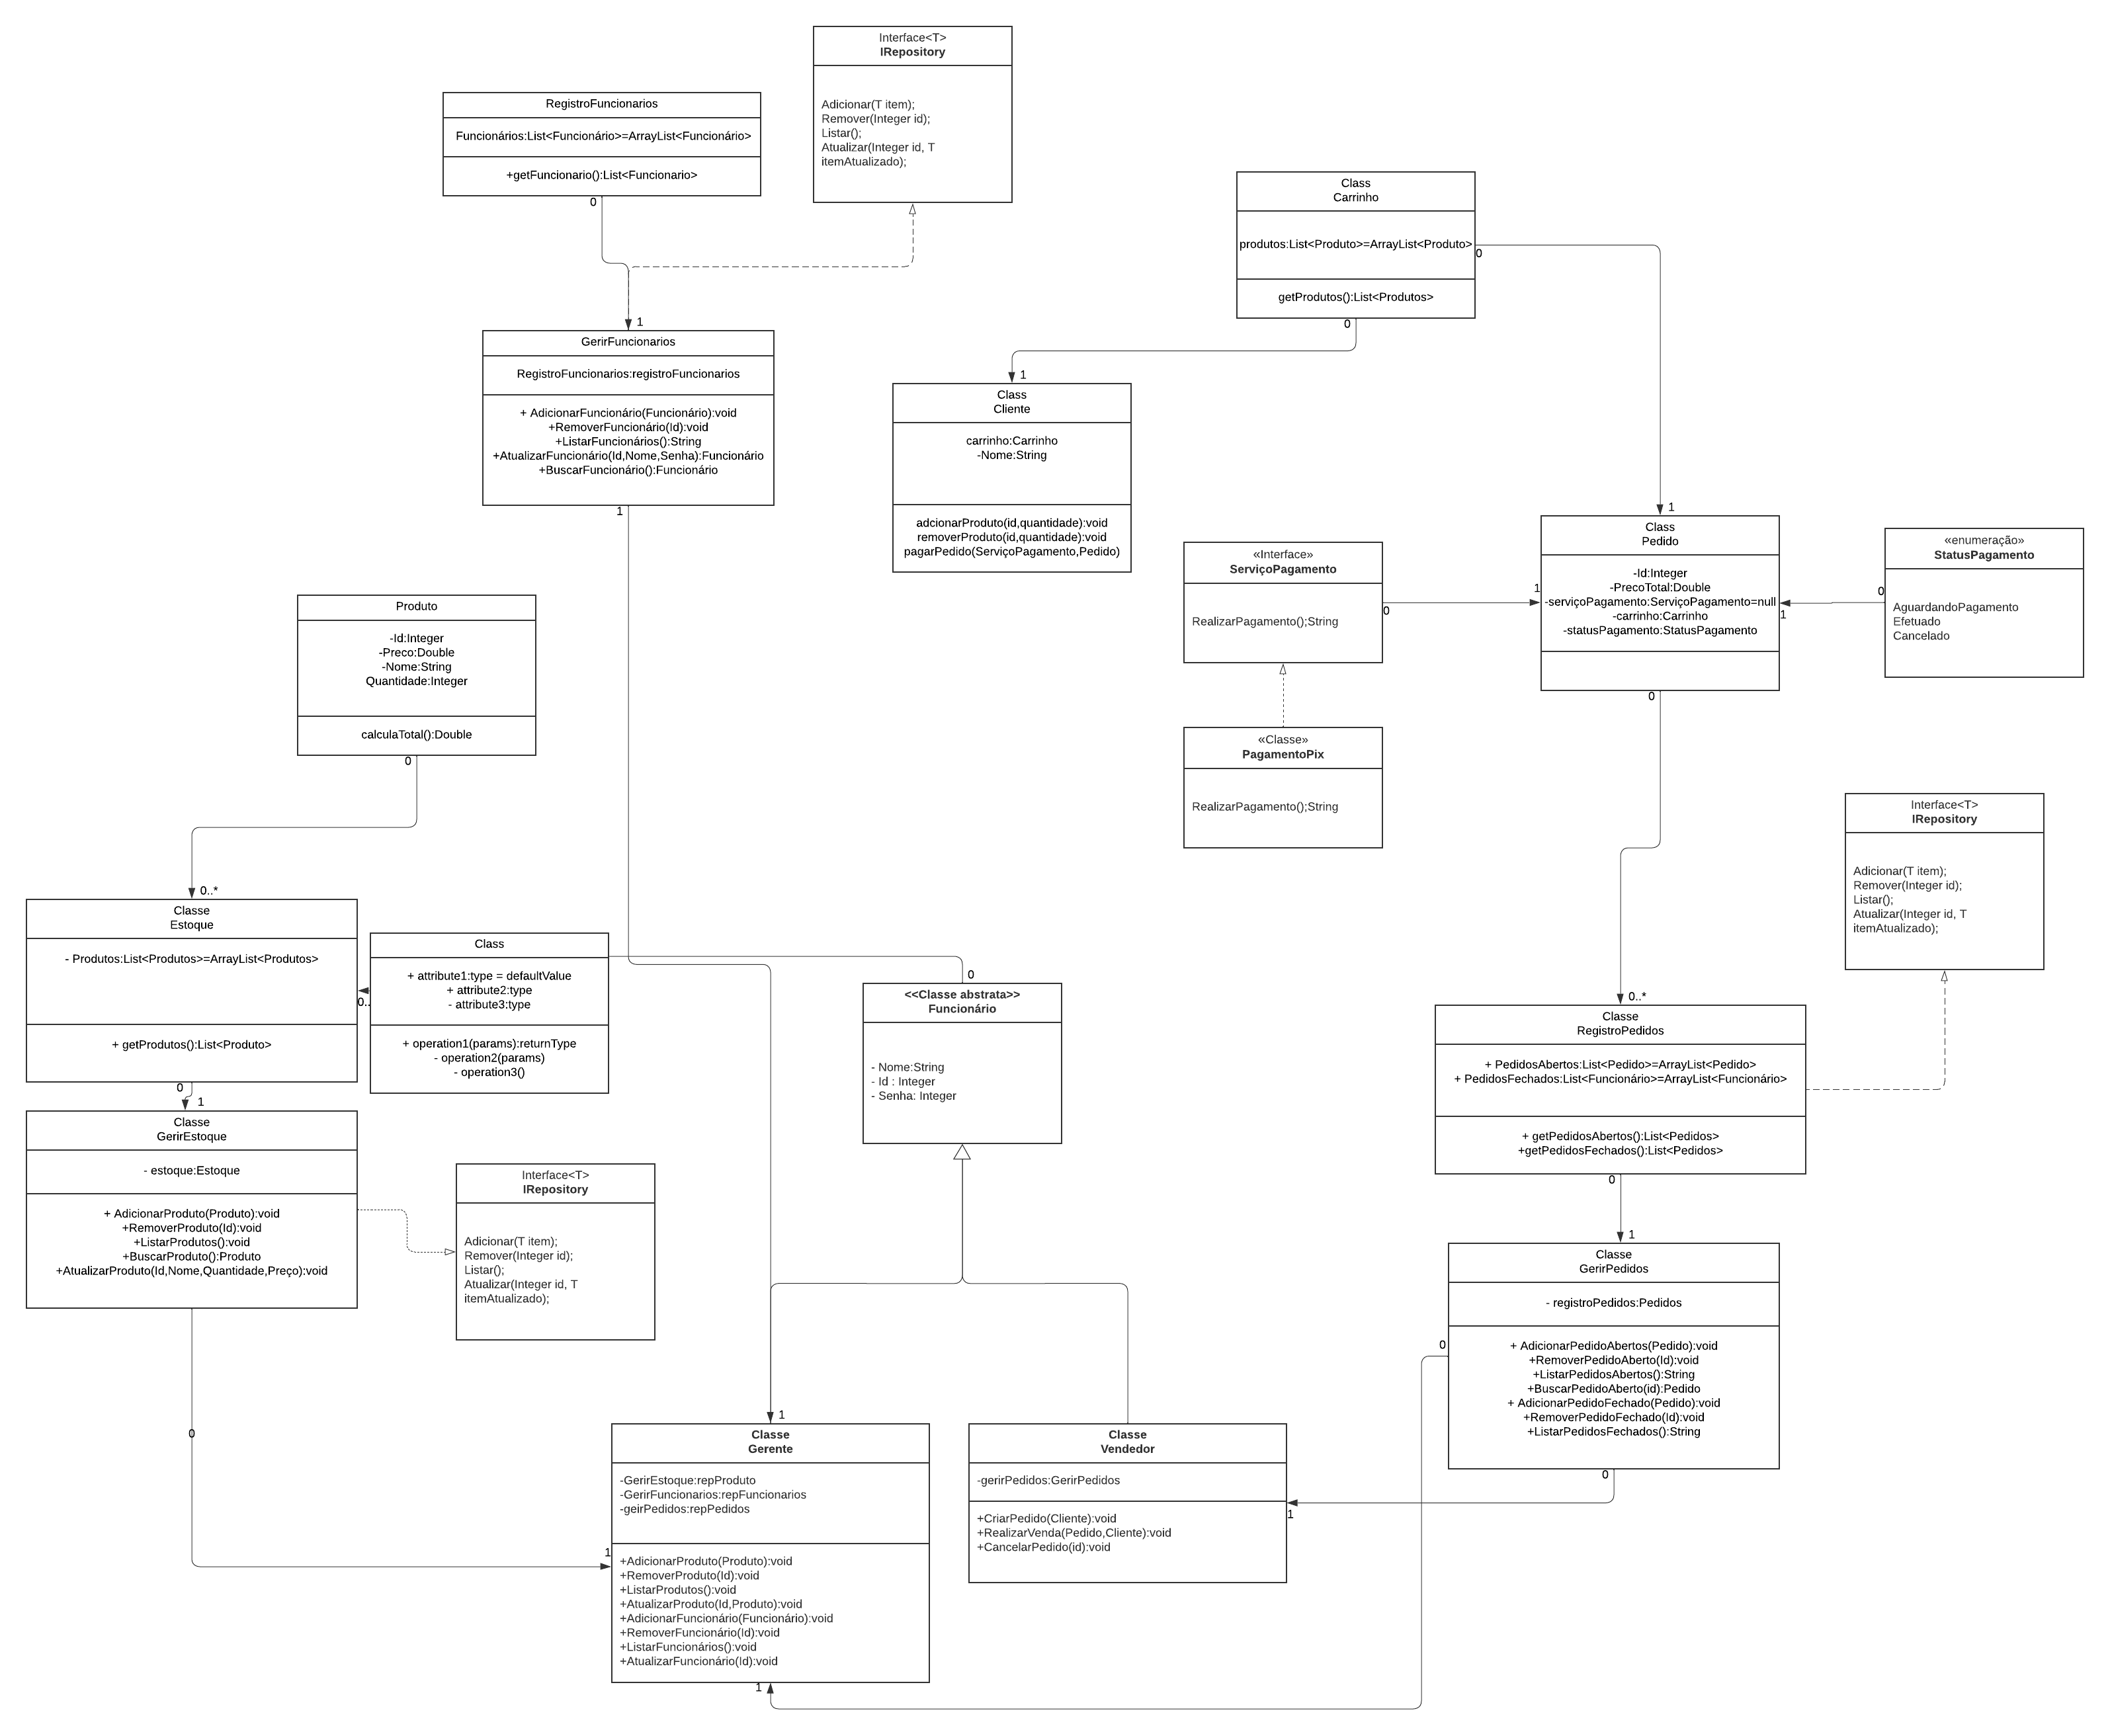 Interface<T>
IRepository
Adicionar(T item);
Remover(Integer id);
Listar();
Atualizar(Integer id, T
itemAtualizado);
RegistroFuncionarios
Funcionários:List<Funcionário>=ArrayList<Funcionário>
+getFuncionario():List<Funcionario>
0
1
Class
Carrinho
produtos:List<Produto>=ArrayList<Produto>
getProdutos():List<Produtos>
0
0
1
1
GerirFuncionarios
RegistroFuncionarios:registroFuncionarios
+ AdicionarFuncionário(Funcionário):void
+RemoverFuncionário(Id):void
+ListarFuncionários():String
+AtualizarFuncionário(Id,Nome,Senha):Funcionário
+BuscarFuncionário():Funcionário
1
Class
Cliente
carrinho:Carrinho
-Nome:String
adcionarProduto(id,quantidade):void
removerProduto(id,quantidade):void
pagarPedido(ServiçoPagamento,Pedido)
«Interface»
ServiçoPagamento
RealizarPagamento();String
0
1
Class
Pedido
-Id:Integer
-PrecoTotal:Double
-serviçoPagamento:ServiçoPagamento=null
-carrinho:Carrinho
-statusPagamento:StatusPagamento
0
1
0
«enumeração»
StatusPagamento
AguardandoPagamento
Efetuado
Cancelado
Produto
-Id:Integer
-Preco:Double
-Nome:String
Quantidade:Integer
calculaTotal():Double
0
0..*
«Classe»
PagamentoPix
RealizarPagamento();String
Interface<T>
IRepository
Adicionar(T item);
Remover(Integer id);
Listar();
Atualizar(Integer id, T
itemAtualizado);
Classe
Estoque
- Produtos:List<Produtos>=ArrayList<Produtos>
+ getProdutos():List<Produto>
0
1
0..
Class
+ attribute1:type = defaultValue
+ attribute2:type
- attribute3:type
+ operation1(params):returnType
- operation2(params)
- operation3()
0
<<Classe abstrata>>
Funcionário
- Nome:String
- Id : Integer
- Senha: Integer
0..*
Classe
RegistroPedidos
+ PedidosAbertos:List<Pedido>=ArrayList<Pedido>
+ PedidosFechados:List<Funcionário>=ArrayList<Funcionário>
+ getPedidosAbertos():List<Pedidos>
+getPedidosFechados():List<Pedidos>
0
1
Classe
GerirEstoque
- estoque:Estoque
+ AdicionarProduto(Produto):void
+RemoverProduto(Id):void
+ListarProdutos():void
+BuscarProduto():Produto
+AtualizarProduto(Id,Nome,Quantidade,Preço):void
0
Interface<T>
IRepository
Adicionar(T item);
Remover(Integer id);
Listar();
Atualizar(Integer id, T
itemAtualizado);
Classe
GerirPedidos
- registroPedidos:Pedidos
+ AdicionarPedidoAbertos(Pedido):void
+RemoverPedidoAberto(Id):void
+ListarPedidosAbertos():String
+BuscarPedidoAberto(id):Pedido
+ AdicionarPedidoFechado(Pedido):void
+RemoverPedidoFechado(Id):void
+ListarPedidosFechados():String
0
0
1
1
Classe
Gerente
-GerirEstoque:repProduto
-GerirFuncionarios:repFuncionarios
-geirPedidos:repPedidos
+AdicionarProduto(Produto):void
+RemoverProduto(Id):void
+ListarProdutos():void
+AtualizarProduto(Id,Produto):void
+AdicionarFuncionário(Funcionário):void
+RemoverFuncionário(Id):void
+ListarFuncionários():void
+AtualizarFuncionário(Id):void
1
Classe
Vendedor
-gerirPedidos:GerirPedidos
+CriarPedido(Cliente):void
+RealizarVenda(Pedido,Cliente):void
+CancelarPedido(id):void
1